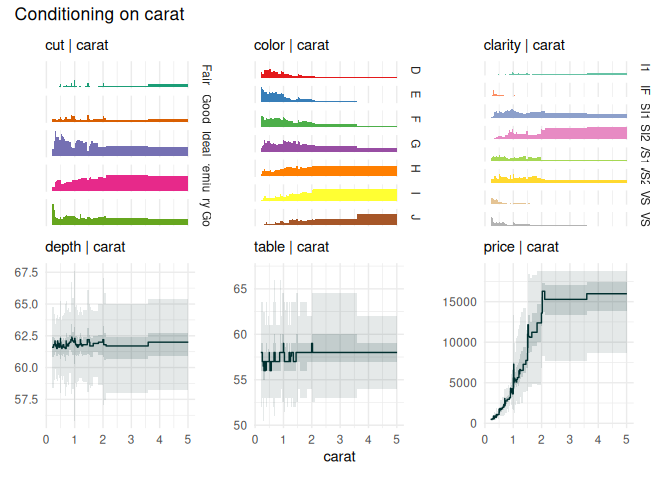 Conditioning on carat
cut | carat
color | carat
clarity | carat
Fair
Good
Ideal
ry Go
D
E
F
G
H
I
J
I1
IF
SI1
SI2
VS
VS
depth | carat
table | carat
price | carat
67.5
65.0
62.5
60.0
57.5
65
60
55
50
15000
10000
5000
0
0 1 2 3 4 5
0 1 2 3 4 5
0 1 2 3 4 5
carat